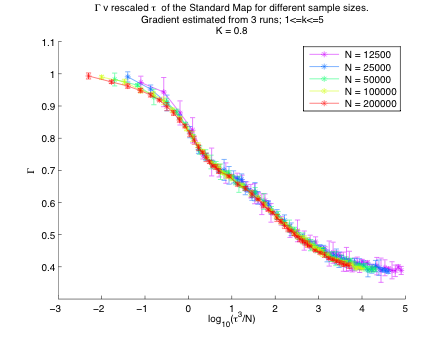 Γ v rescaled τ of the Standard Map for different sample sizes.
Gradient estimated from 3 runs; 1<=k<=5
K = 0.8
1.1
1
0.9
0.8
0.7
0.6
0.5
0.4
Γ
N = 12500
N = 25000
N = 50000
N = 100000
N = 200000
−3
−2
−1
0
1
2
3
4
5
log10(τ^3/N)